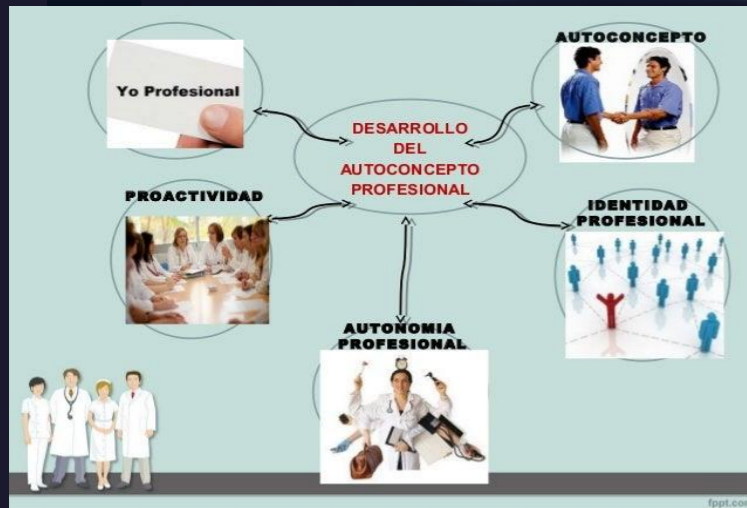 AUTOCONCEPTO
Yo Profesional
DESARROLLO
DEL
AUTOCONCEPTO
PROFESIONAL
PROACTIVIDAD
IDENTIDAD
PROFESIONAL
AUTONOMIA
PROFESIONAL
fppt.com